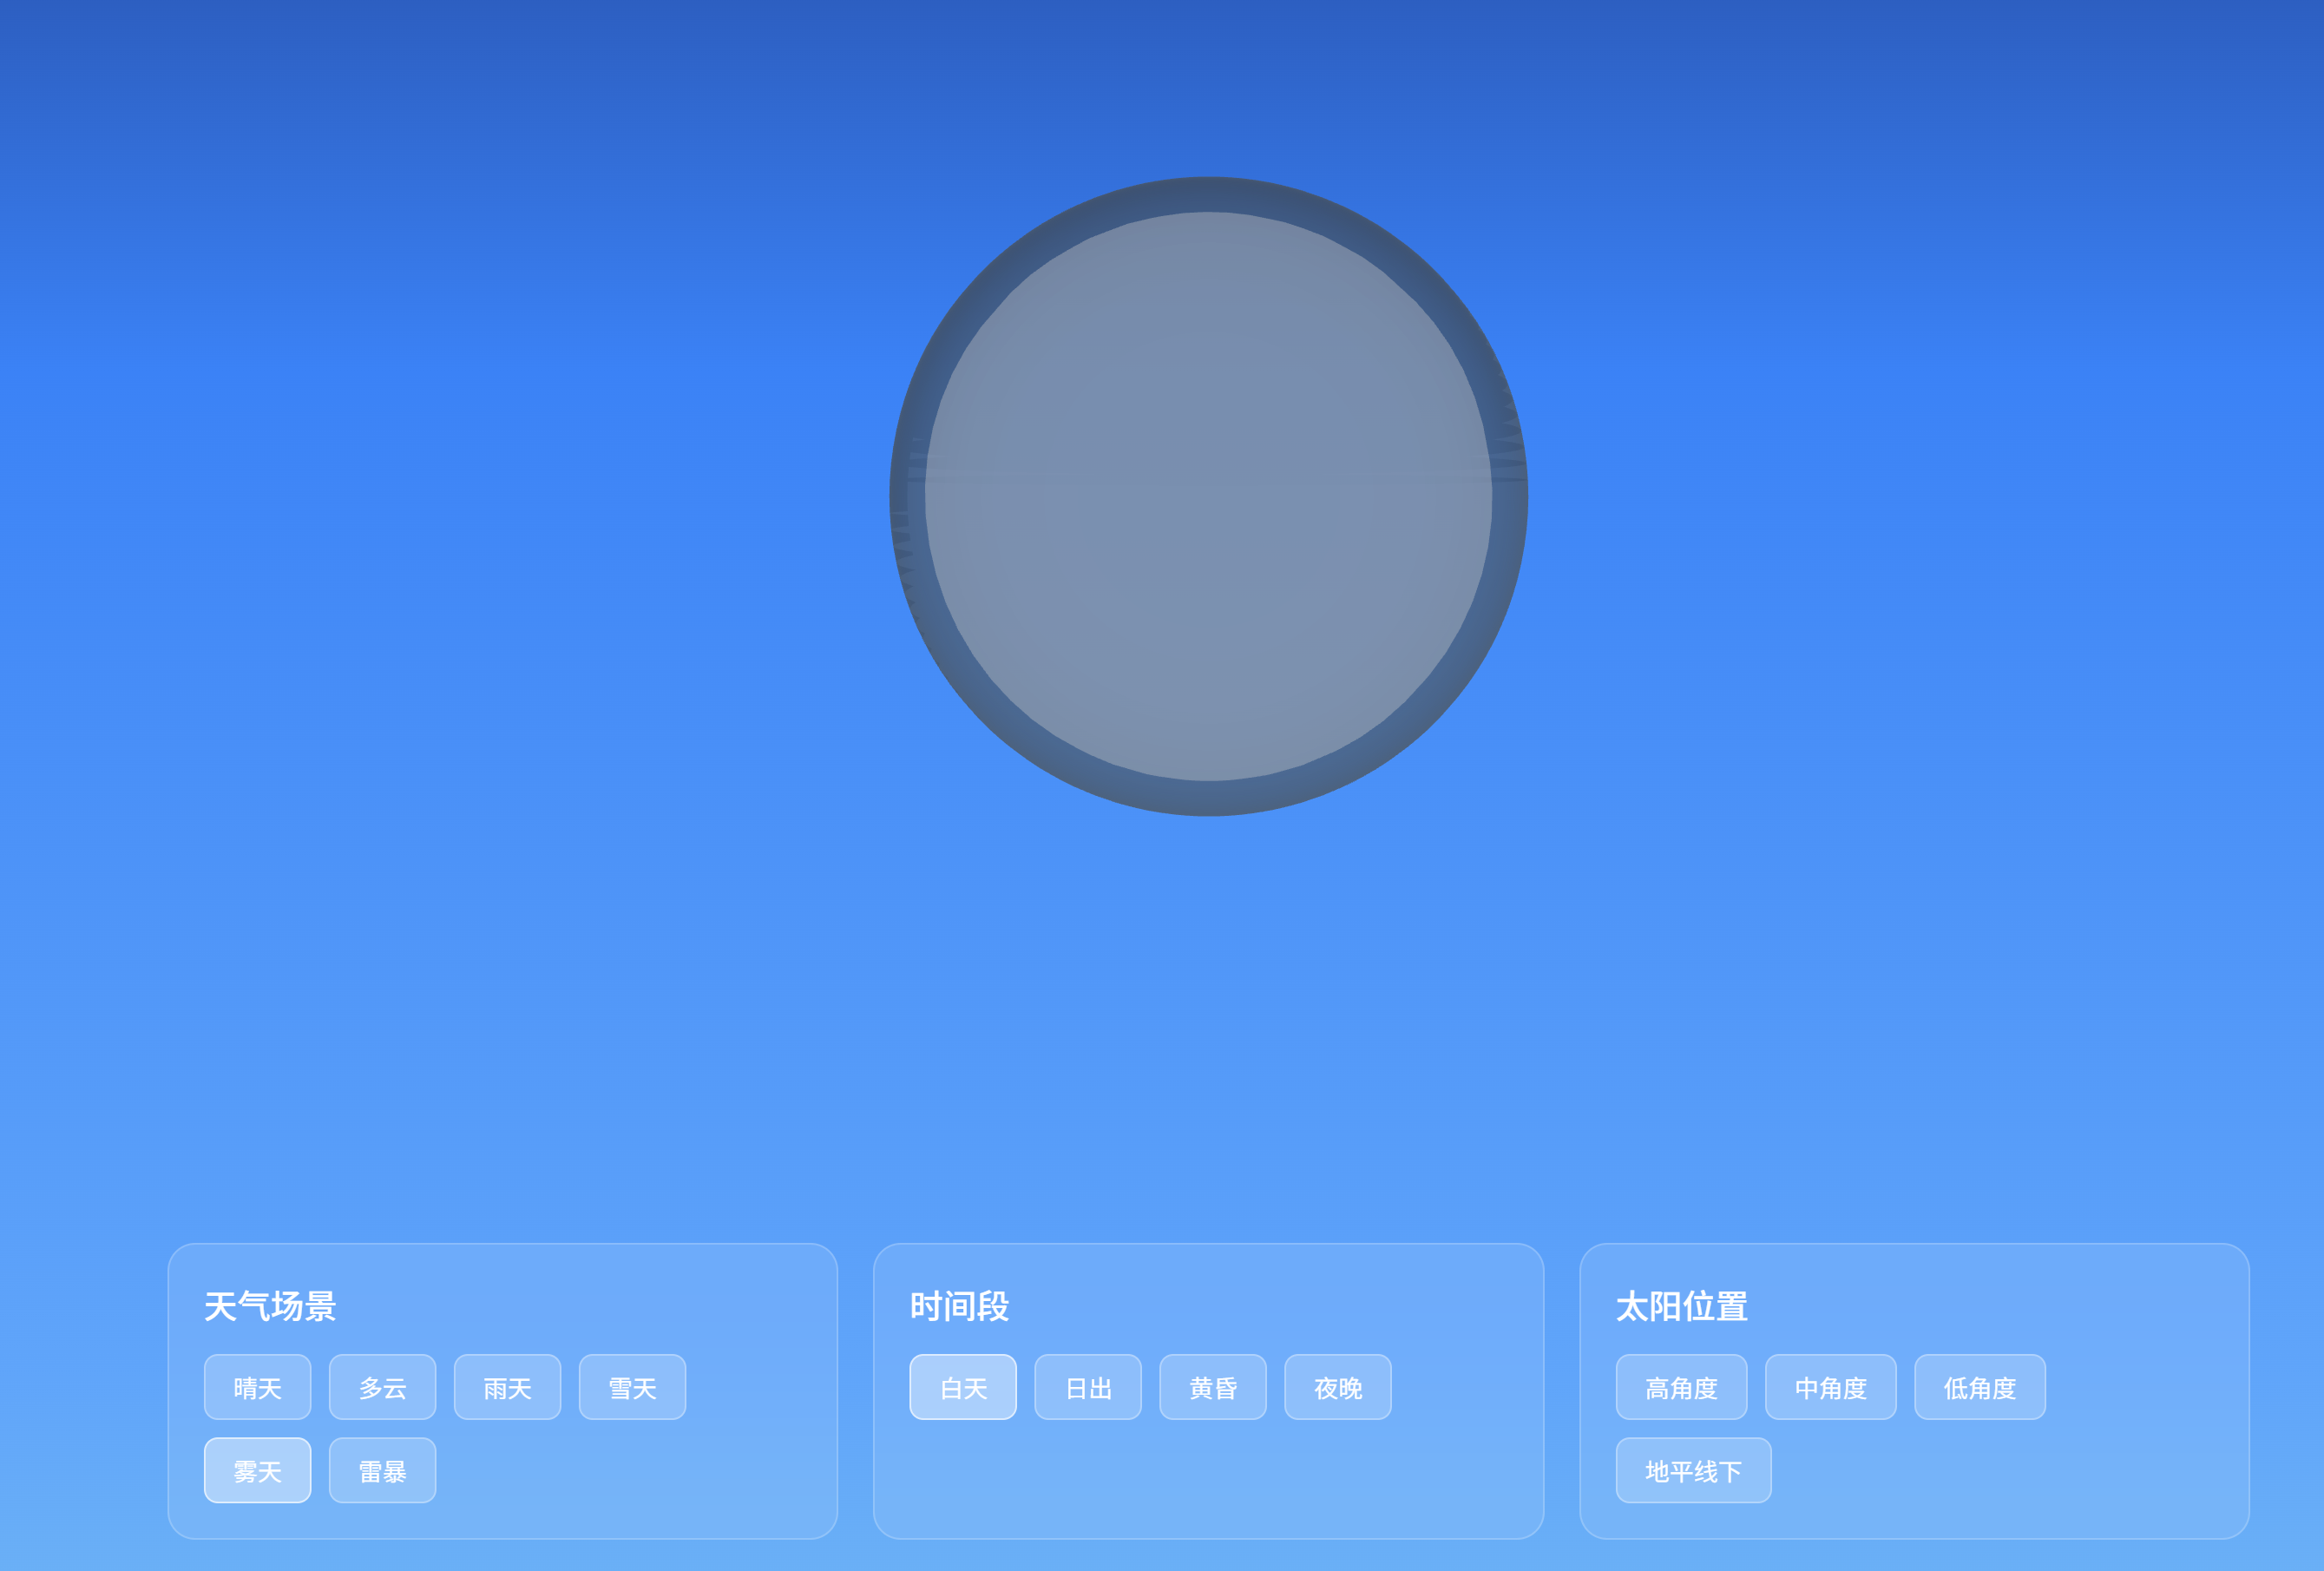 天气场景
晴天 多云 雨天 雪天
雾天 雷暴
时间段
白天 日出 黄昏 夜晚
太阳位置
高角度 中角度 低角度
地平线下